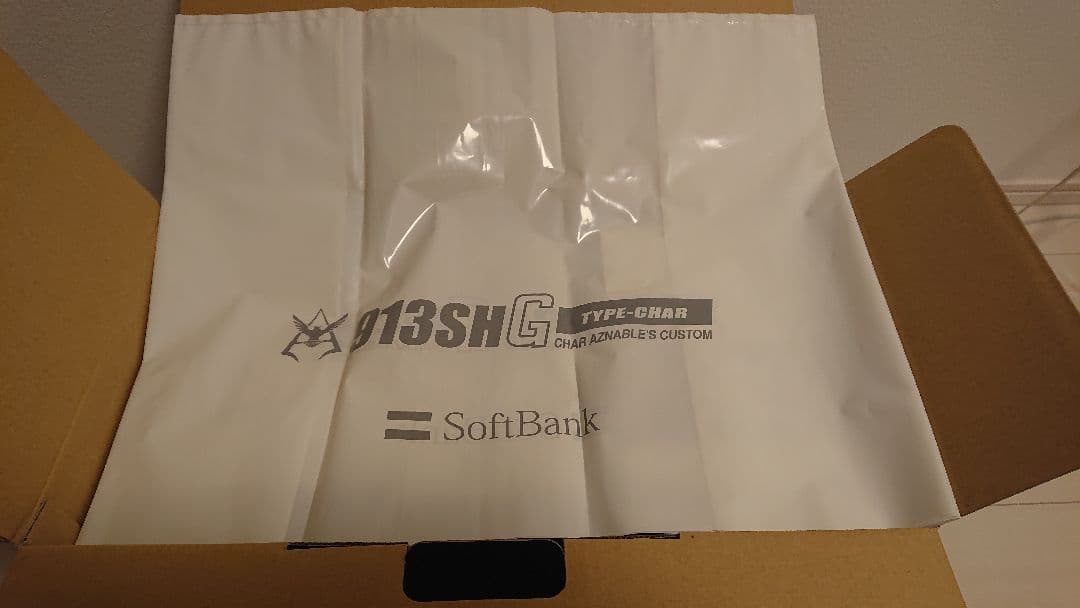 913SHG TYPE-CHAR
CHAR AZNABLE'S CUSTOM
SoftBank